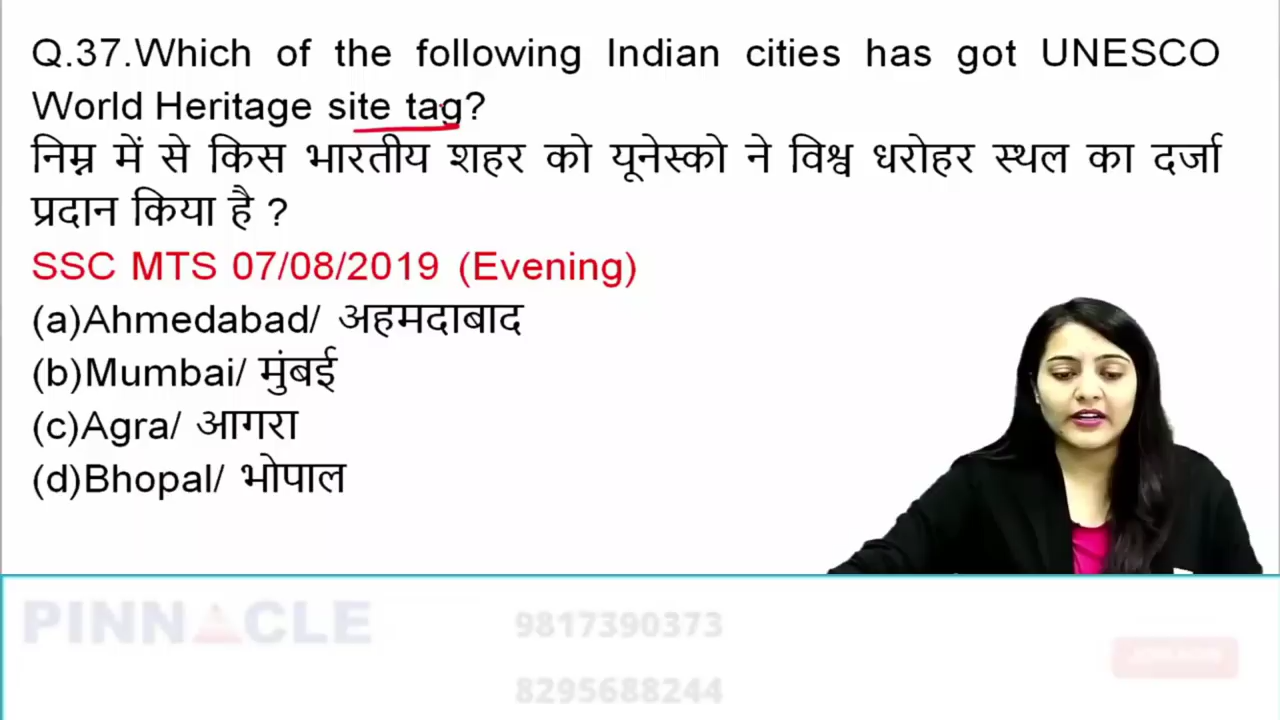 Q.37.Which of the following Indian cities has got UNESCO
World Heritage site tag?
निम्न में से किस भारतीय शहर को यूनेस्को ने विश्व धरोहर स्थल का दर्जा
प्रदान किया है ?
SSC MTS 07/08/2019 (Evening)
(a)Ahmedabad/ अहमदाबाद
(b)Mumbai/ मुंबई
(c)Agra/ आगरा
(d)Bhopal/ भोपाल
PINNACLE
9817390373
8295688244